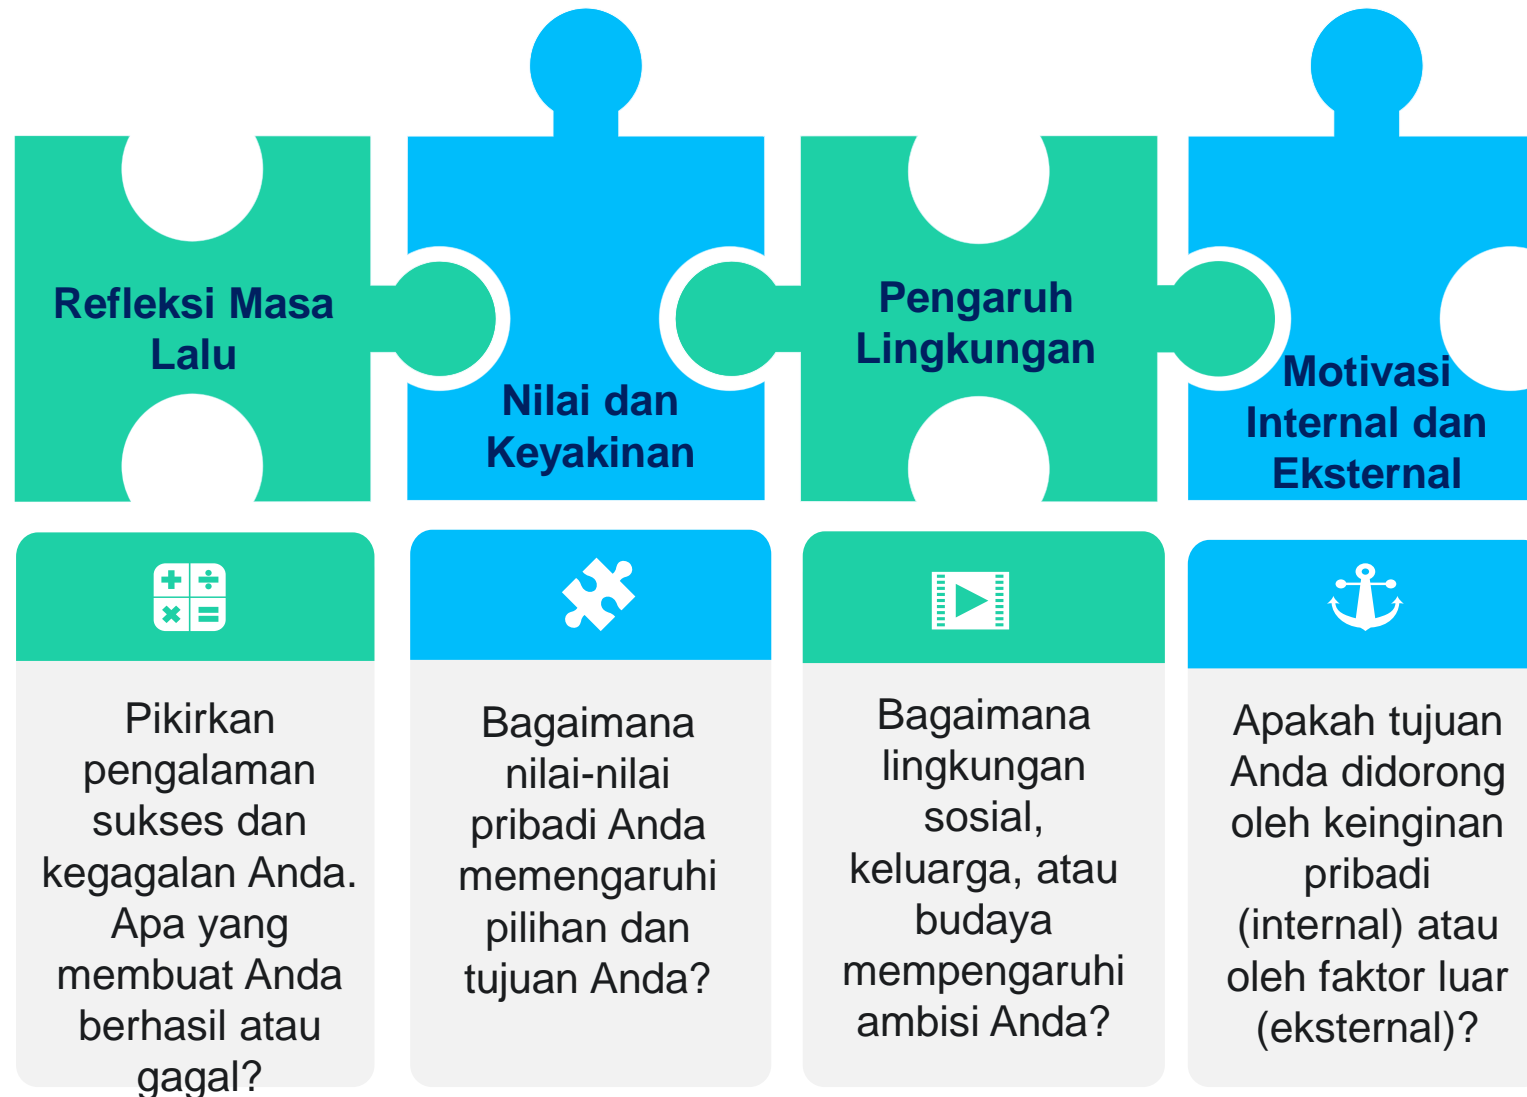 Refleksi Masa
Lalu
Nilai dan
Keyakinan
Pengaruh
Lingkungan
Motivasi
Internal dan
Eksternal
Pikirkan
pengalaman
sukses dan
kegagalan Anda.
Apa yang
membuat Anda
berhasil atau
gagal?
Bagaimana
nilai-nilai
pribadi Anda
memengaruhi
pilihan dan
tujuan Anda?
Bagaimana
lingkungan
sosial,
keluarga, atau
budaya
mempengaruhi
ambisi Anda?
Apakah tujuan
Anda didorong
oleh keinginan
pribadi
(internal) atau
oleh faktor luar
(eksternal)?